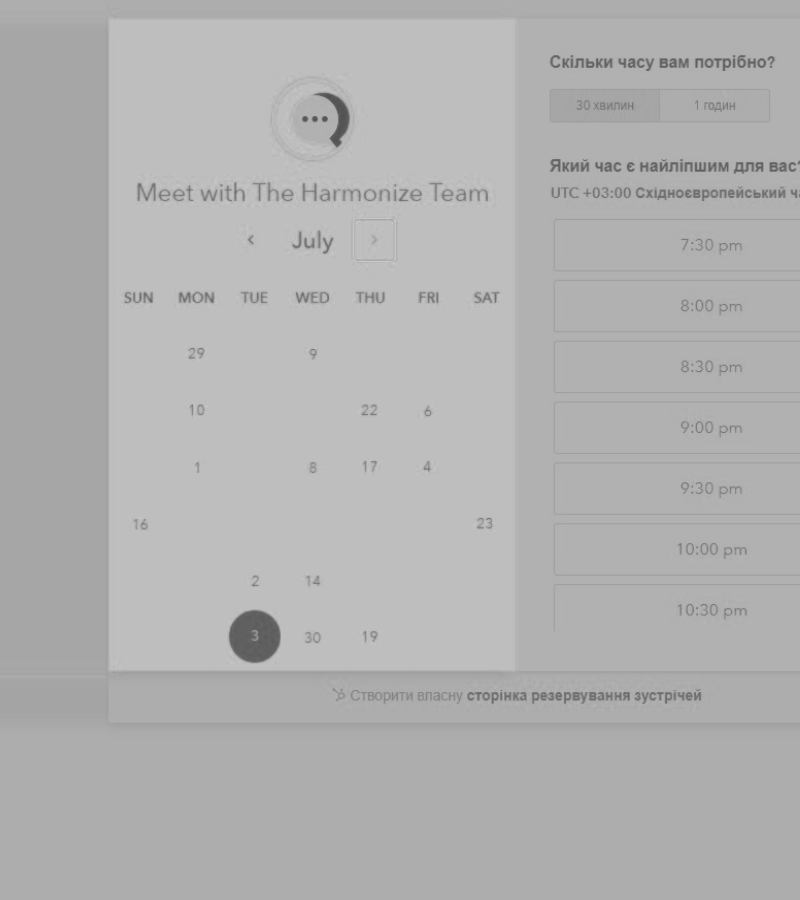 Meet with The Harmonize Team
July
SUN MON TUE WED THU FRI SAT
29 9
10 22 6
1 8 17 4
16 23
2 14
3 30 19
Скільки часу вам потрібно?
30 хвилин 1 годин
Який час є найліпшим для вас?
UTC +03:00 Східноєвропейський
7:30 pm
8:00 pm
8:30 pm
9:00 pm
9:30 pm
10:00 pm
10:30 pm
Створити власну сторінка резервування зустрічей